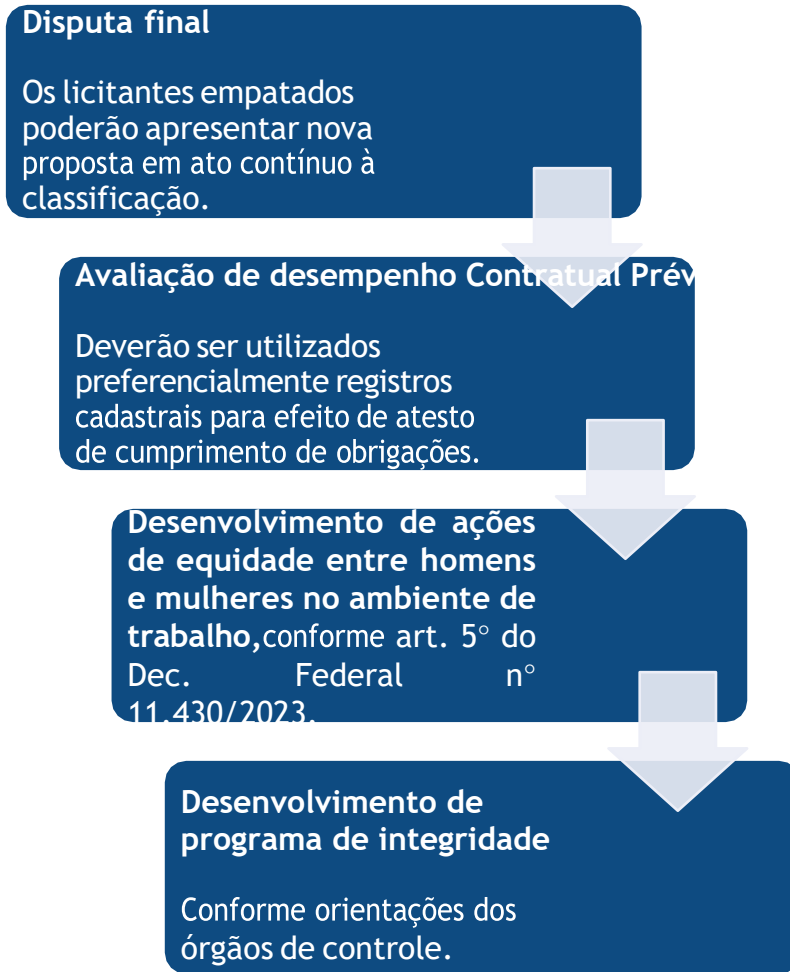 Disputa final
Os licitantes empatados
poderão apresentar nova
proposta em ato contínuo à
classificação.
Avaliação de desempenho Contratual Prév
Deverão ser utilizados
preferencialmente registros
cadastrais para efeito de atesto
de cumprimento de obrigações.
Desenvolvimento de ações
de equidade entre homens
e mulheres no ambiente de
trabalho,conforme art. 5° do
Dec. Federal n°
11.430/2023.
Desenvolvimento de
programa de integridade
Conforme orientações dos
órgãos de controle.